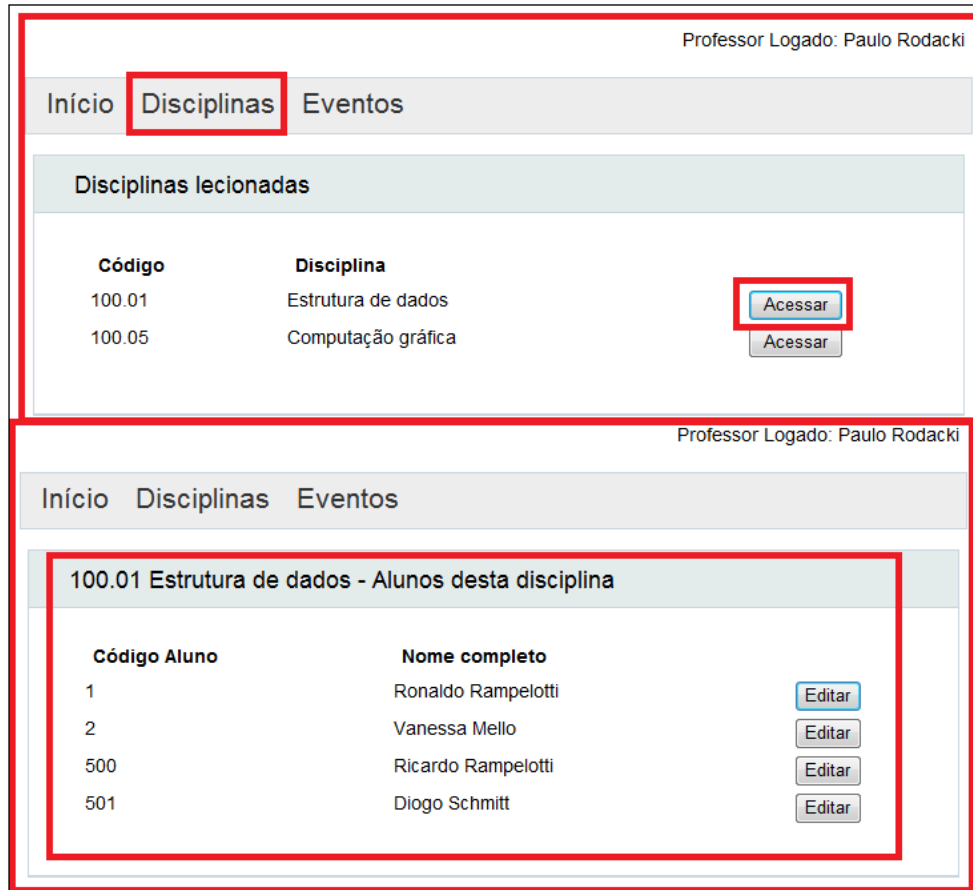 Professor Logado: Paulo Rodacki
Início Disciplinas Eventos
Disciplinas lecionadas
Código Disciplina
100.01 Estrutura de dados Acessar
100.05 Computação gráfica Acessar
Professor Logado: Paulo Rodacki
Início Disciplinas Eventos
100.01 Estrutura de dados - Alunos desta disciplina
Código Aluno Nome completo
1 Ronaldo Rampelotti Editar
2 Vanessa Mello Editar
500 Ricardo Rampelotti Editar
501 Diogo Schmitt Editar